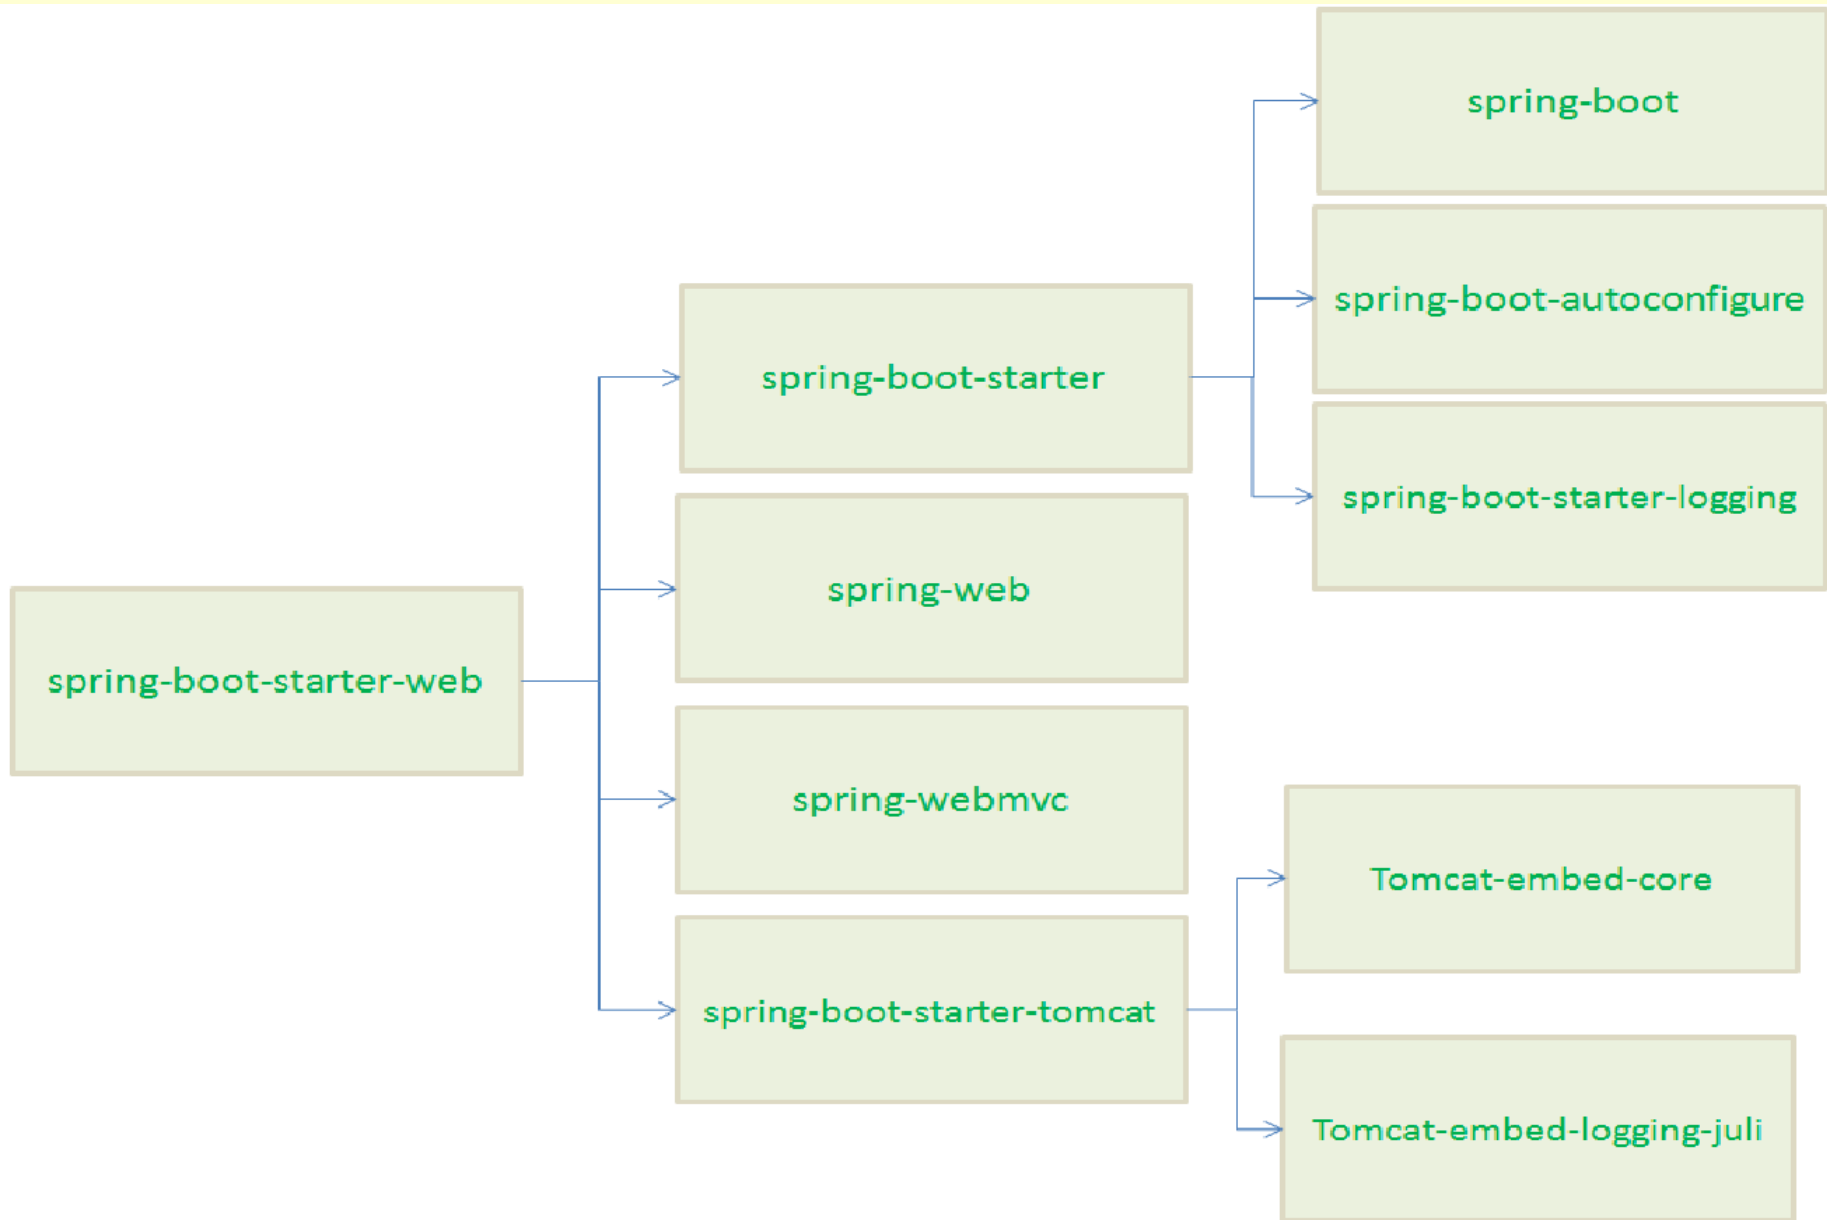 spring-boot
spring-boot-autoconfigure
spring-boot-starter
spring-boot-starter-logging
spring-web
spring-boot-starter-web
spring-webmvc
Tomcat-embed-core
spring-boot-starter-tomcat
Tomcat-embed-logging-juli